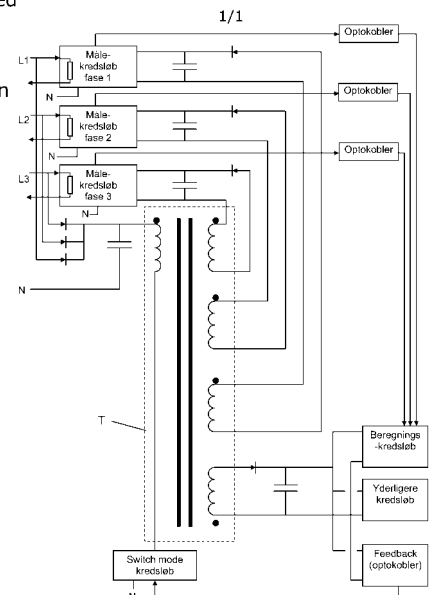 ed
1/1
n
Optokobler
L1
Måle-
kredsløb
fase 1
N
Optokobler
L2
Måle-
kredsløb
fase 2
N
Optokobler
L3
Måle-
kredsløb
fase 3
N
N
T
Beregnings
-kredsløb
Yderligere
kredsløb
Feedback
(optokobler)
Switch mode
kredsløb
N